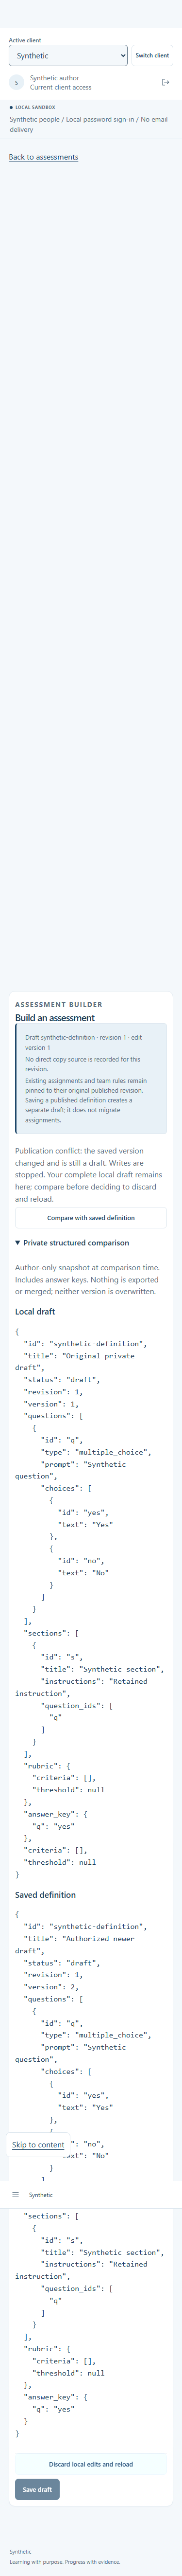 Active client
Synthetic
Switch client
S
Synthetic author
Current client access
LOCAL SANDBOX
Synthetic people / Local password sign-in / No email
delivery
Back to assessments
ASSESSMENT BUILDER
Build an assessment
Draft synthetic-definition · revision 1 · edit
version 1
No direct copy source is recorded for this
revision.
Existing assignments and team rules remain
pinned to their original published revision.
Saving a published definition creates a
separate draft; it does not migrate
assignments.
Publication conflict: the saved version
changed and is still a draft. Writes are
stopped. Your complete local draft remains
here; compare before deciding to discard
and reload.
Compare with saved definition
▼ Private structured comparison
Author-only snapshot at comparison time.
Includes answer keys. Nothing is exported
or merged; neither version is overwritten.
Local draft
{
"id": "synthetic-definition",
"title": "Original private
draft",
"status": "draft",
"revision": 1,
"version": 1,
"questions": [
{
"id": "q",
"type": "multiple_choice",
"prompt": "Synthetic
question",
"choices": [
{
"id": "yes",
"text": "Yes"
},
{
"id": "no",
"text": "No"
}
]
}
],
"sections": [
{
"id": "s",
"title": "Synthetic section",
"instructions": "Retained
instruction",
"question_ids": [
"q"
]
}
],
"rubric": {
"criteria": [],
"threshold": null
},
"answer_key": {
"q": "yes"
},
"criteria": [],
"threshold": null
}
Saved definition
{
"id": "synthetic-definition",
"title": "Authorized newer
draft",
"status": "draft",
"revision": 1,
"version": 2,
"questions": [
{
"id": "q",
"type": "multiple_choice",
"prompt": "Synthetic
question",
"choices": [
{
"id": "yes",
"text": "Yes"
},
Skip to content
"no",
"No"
}
]
Synthetic
"sections": [
{
"id": "s",
"title": "Synthetic section",
"instructions": "Retained
instruction",
"question_ids": [
"q"
]
}
],
"rubric": {
"criteria": [],
"threshold": null
},
"answer_key": {
"q": "yes"
}
}
Discard local edits and reload
Save draft
Synthetic
Learning with purpose. Progress with evidence.